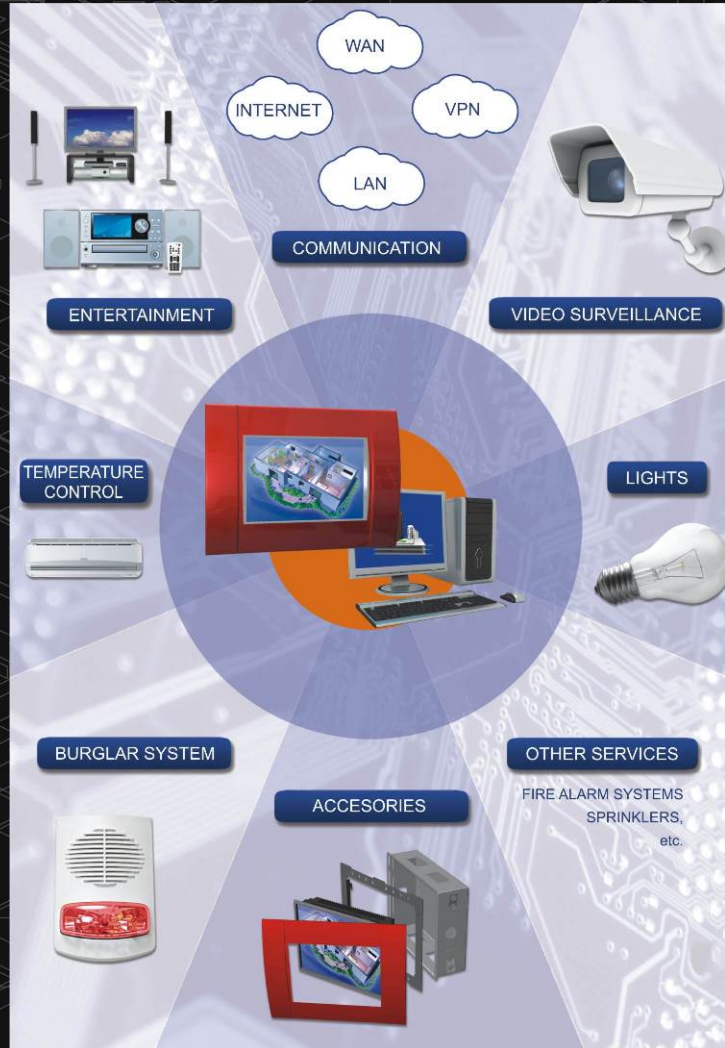 WAN
INTERNET
VPN
LAN
COMMUNICATION
ENTERTAINMENT
VIDEO SURVEILLANCE
TEMPERATURE
CONTROL
LIGHTS
BURGLAR SYSTEM
ACCESORIES
OTHER SERVICES
FIRE ALARM SYSTEMS
SPRINKLERS,
etc.